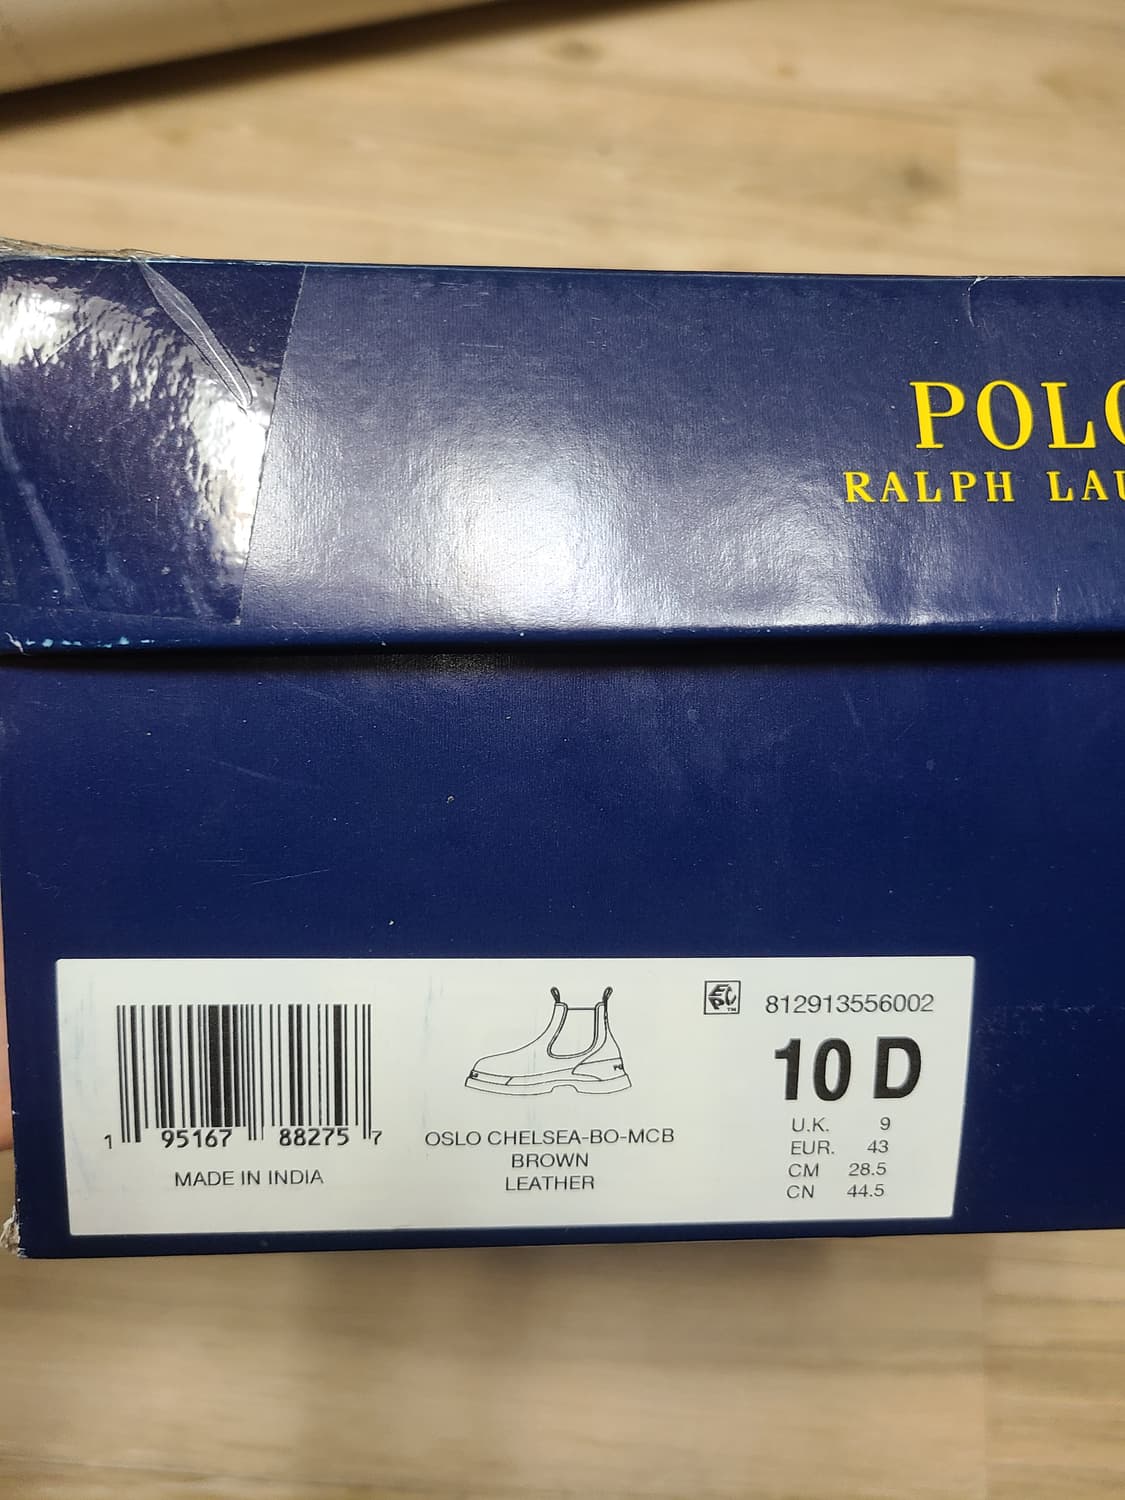 POLO
RALPH LAU
812913556002
10 D
U.K. 9
EUR. 43
CM 28.5
CN 44.5
1 95167 88275 7
MADE IN INDIA
OSLO CHELSEA-BO-MCB
BROWN
LEATHER